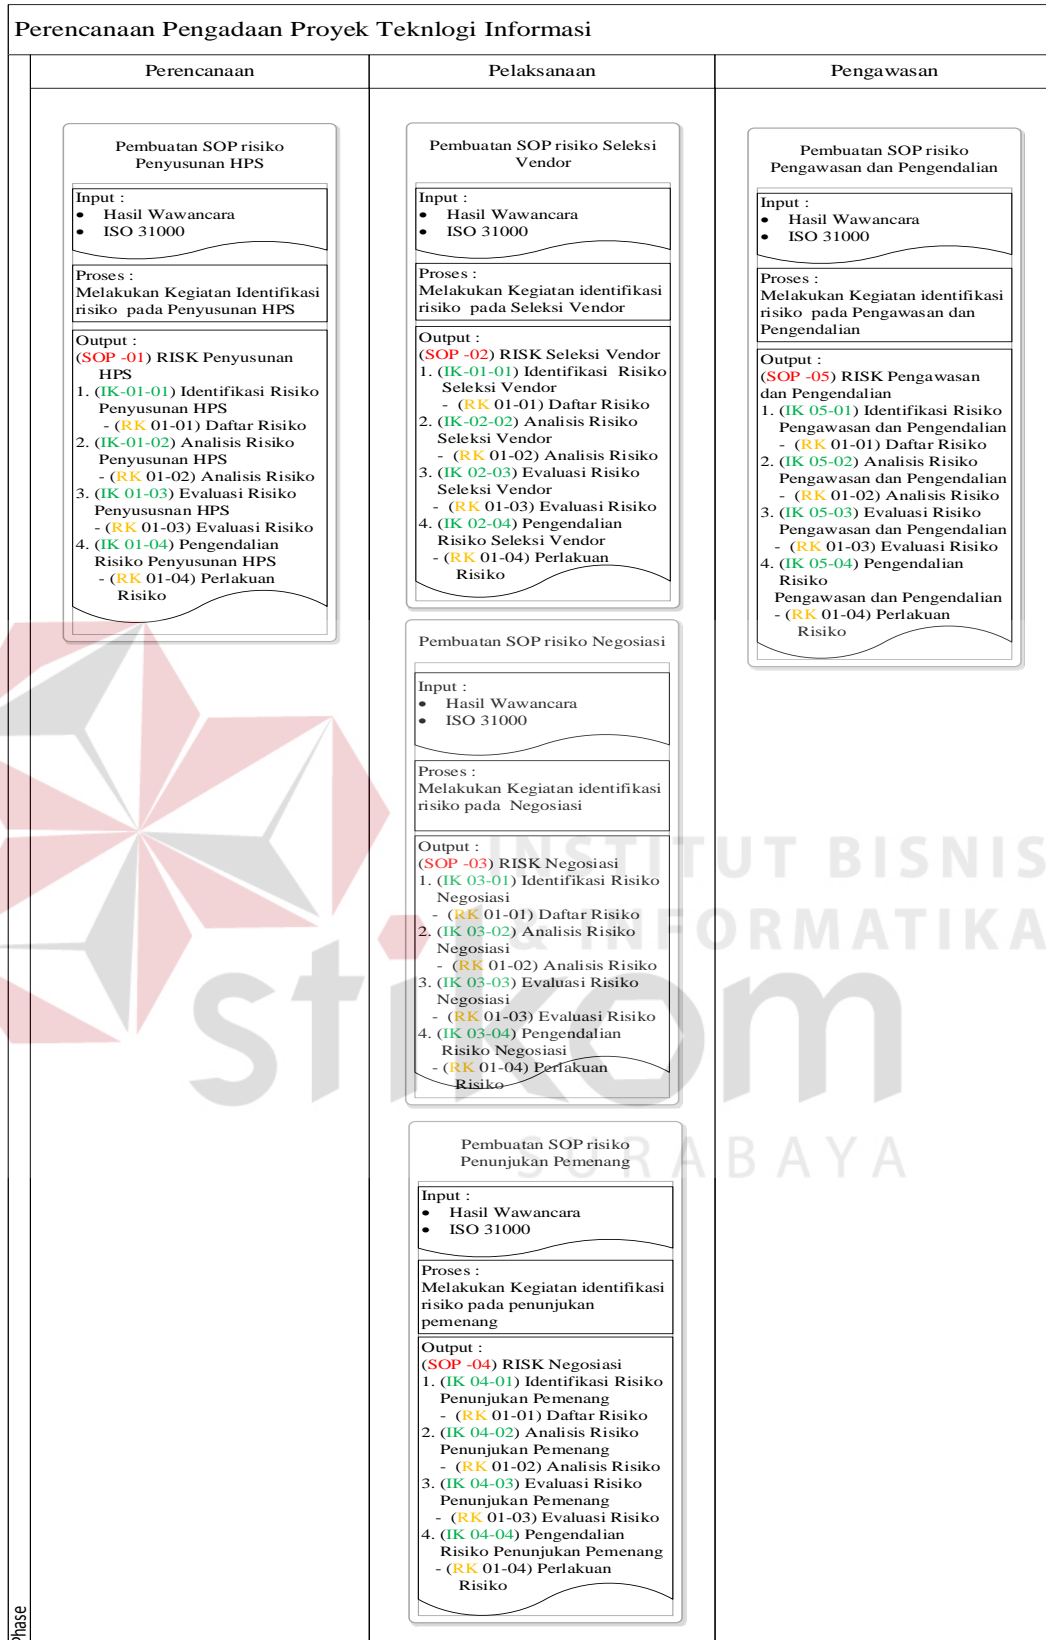 Perencanaan Pengadaan Proyek Teknlogi Informasi
Perencanaan
Pelaksanaan
Pengawasan
Pembuatan SOP risiko
Penyusunan HPS
Input :
• Hasil Wawancara
• ISO 31000
Proses :
Melakukan Kegiatan Identifikasi
risiko pada Penyusunan HPS
Output :
(SOP -01) RISK Penyusunan
HPS
1. (IK-01-01) Identifikasi Risiko
Penyusunan HPS
- (RK 01-01) Daftar Risiko
2. (IK-01-02) Analisis Risiko
Penyusunan HPS
- (RK 01-02) Analisis Risiko
3. (IK 01-03) Evaluasi Risiko
Penyususnan HPS
- (RK 01-03) Evaluasi Risiko
4. (IK 01-04) Pengendalian
Risiko Penyusunan HPS
- (RK 01-04) Perlakuan
Risiko
Pembuatan SOP risiko Seleksi
Vendor
Input :
• Hasil Wawancara
• ISO 31000
Proses :
Melakukan Kegiatan identifikasi
risiko pada Seleksi Vendor
Output :
(SOP -02) RISK Seleksi Vendor
1. (IK-01-01) Identifikasi Risiko
Seleksi Vendor
- (RK 01-01) Daftar Risiko
2. (IK-02-02) Analisis Risiko
Seleksi Vendor
- (RK 01-02) Analisis Risiko
3. (IK 02-03) Evaluasi Risiko
Seleksi Vendor
- (RK 01-03) Evaluasi Risiko
4. (IK 02-04) Pengendalian
Risiko Seleksi Vendor
- (RK 01-04) Perlakuan
Risiko
Pembuatan SOP risiko Negosiasi
Input :
• Hasil Wawancara
• ISO 31000
Proses :
Melakukan Kegiatan identifikasi
risiko pada Negosiasi
Output :
(SOP -03) RISK Negosiasi
1. (IK 03-01) Identifikasi Risiko
Negosiasi
- (RK 01-01) Daftar Risiko
2. (IK 03-02) Analisis Risiko
Negosiasi
- (RK 01-02) Analisis Risiko
3. (IK 03-03) Evaluasi Risiko
Negosiasi
- (RK 01-03) Evaluasi Risiko
4. (IK 03-04) Pengendalian
Risiko Negosiasi
- (RK 01-04) Perlakuan
Risiko
Pembuatan SOP risiko
Penunjukan Pemenang
Input :
• Hasil Wawancara
• ISO 31000
Proses :
Melakukan Kegiatan identifikasi
risiko pada penunjukan
pemenang
Output :
(SOP -04) RISK Negosiasi
1. (IK 04-01) Identifikasi Risiko
Penunjukan Pemenang
- (RK 01-01) Daftar Risiko
2. (IK 04-02) Analisis Risiko
Penunjukan Pemenang
- (RK 01-02) Analisis Risiko
3. (IK 04-03) Evaluasi Risiko
Penunjukan Pemenang
- (RK 01-03) Evaluasi Risiko
4. (IK 04-04) Pengendalian
Risiko Penunjukan Pemenang
- (RK 01-04) Perlakuan
Risiko
Pembuatan SOP risiko
Pengawasan dan Pengendalian
Input :
• Hasil Wawancara
• ISO 31000
Proses :
Melakukan Kegiatan identifikasi
risiko pada Pengawasan dan
Pengendalian
Output :
(SOP -05) RISK Pengawasan
dan Pengendalian
1. (IK 05-01) Identifikasi Risiko
Pengawasan dan Pengendalian
- (RK 01-01) Daftar Risiko
2. (IK 05-02) Analisis Risiko
Pengawasan dan Pengendalian
- (RK 01-02) Analisis Risiko
3. (IK 05-03) Evaluasi Risiko
Pengawasan dan Pengendalian
- (RK 01-03) Evaluasi Risiko
4. (IK 05-04) Pengendalian
Risiko
Pengawasan dan Pengendalian
- (RK 01-04) Perlakuan
Risiko
INSTITUT BISNIS
& INFORMATIKA
stikom
SURABAYA
Phase